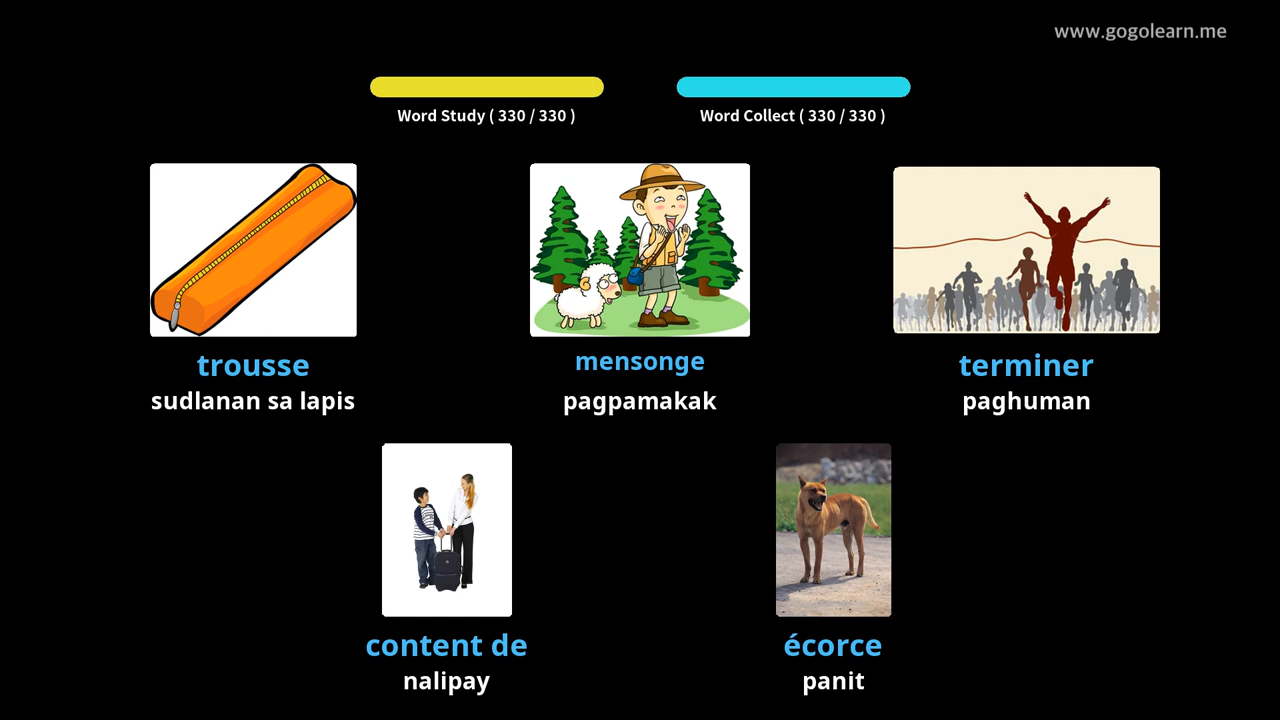 www.gogolearn.me
Word Study ( 330 / 330 )
Word Collect ( 330 / 330 )
trousse
sudlanan sa lapis
mensonge
pagpamakak
terminer
paghuman
content de
nalipay
écorce
panit